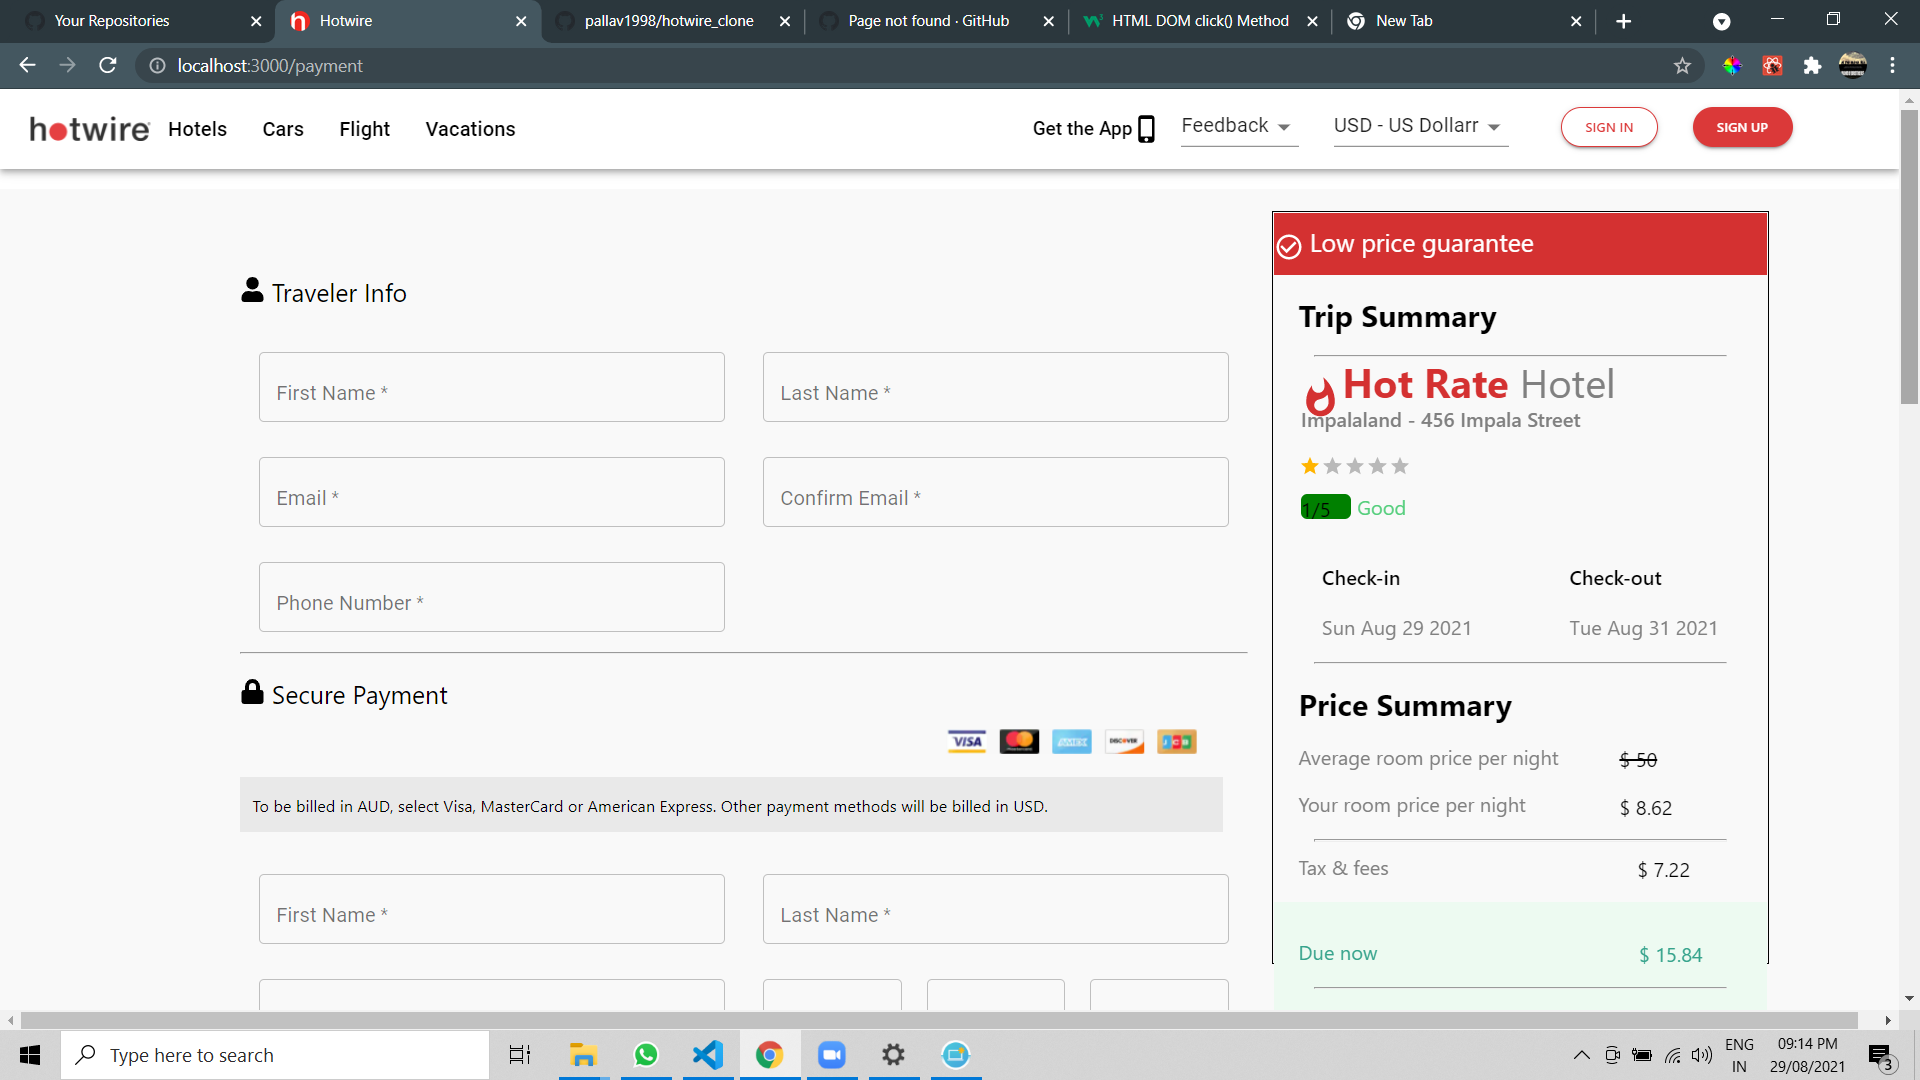 Your Repositories
Hotwire
pallav1998/hotwire_clone
Page not found · GitHub
HTML DOM click() Method
New Tab
localhost:3000/payment
hotwire
Hotels
Cars
Flight
Vacations
Get the App
Feedback
USD - US Dollarr
SIGN IN
SIGN UP
Traveler Info
First Name *
Last Name *
Email *
Confirm Email *
Phone Number *
Secure Payment
VISA
AMEX
DISCOVER
JCB
To be billed in AUD, select Visa, MasterCard or American Express. Other payment methods will be billed in USD.
First Name *
Last Name *
Low price guarantee
Trip Summary
Hot Rate Hotel
Impalaland - 456 Impala Street
1/5 Good
Check-in
Check-out
Sun Aug 29 2021
Tue Aug 31 2021
Price Summary
Average room price per night $ 50
Your room price per night $ 8.62
Tax & fees $ 7.22
Due now $ 15.84
Type here to search
ENG
IN
09:14 PM
29/08/2021
3